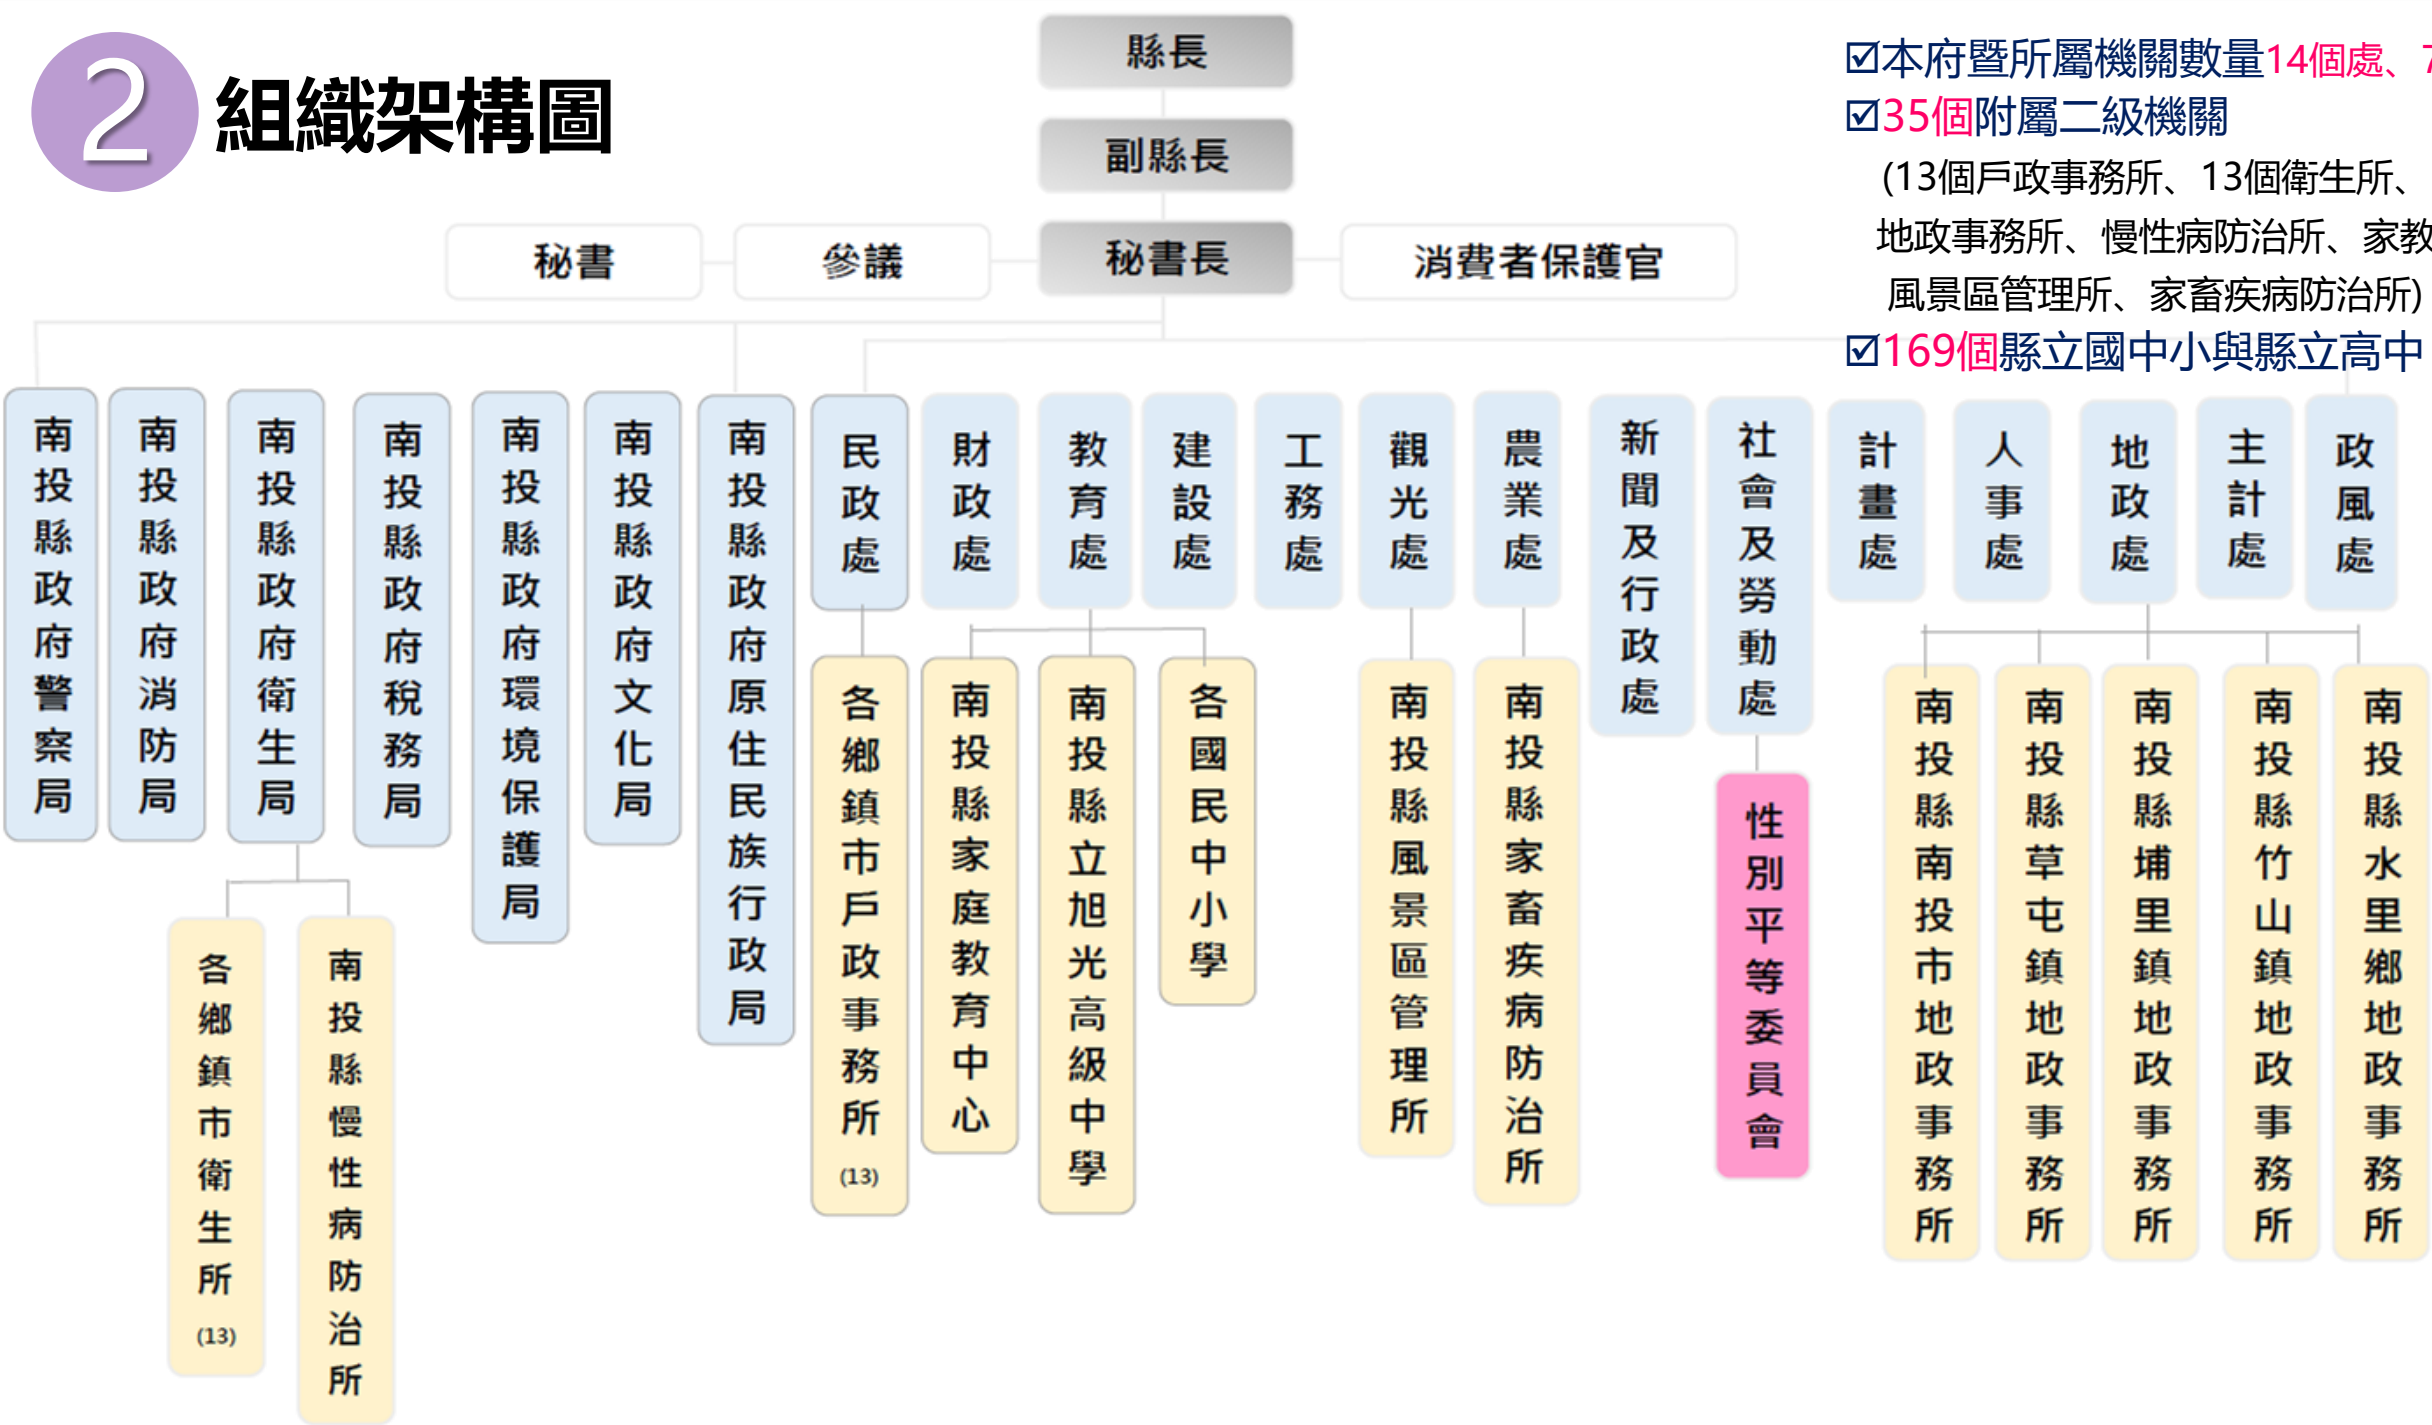 2
組織架構圖
縣長
副縣長
秘書
參議
秘書長
消費者保護官
☑本府暨所屬機關數量14個處、
☑35個附屬二級機關
(13個戶政事務所、13個衛生所、
地政事務所、慢性病防治所、家教
風景區管理所、家畜疾病防治所)
☑169個縣立國中小與縣立高中
南投縣政府警察局
南投縣政府消防局
南投縣政府衛生局
南投縣政府稅務局
南投縣政府環境保護局
南投縣政府文化局
南投縣政府原住民族行政局
民政處
財政處
教育處
建設處
工務處
觀光處
農業處
新聞及行政處
社會及勞動處
計畫處
人事處
地政處
主計處
政風處
各鄉鎮市衛生所
(13)
南投縣慢性病防治所
各鄉鎮市戶政事務所
(13)
南投縣家庭教育中心
南投縣立旭光高級中學
各國民中小學
南投縣風景區管理所
南投縣家畜疾病防治所
性別平等委員會
南投縣南投市地政事務所
南投縣草屯鎮地政事務所
南投縣埔里鎮地政事務所
南投縣竹山鎮地政事務所
南投縣水里鄉地政事務所